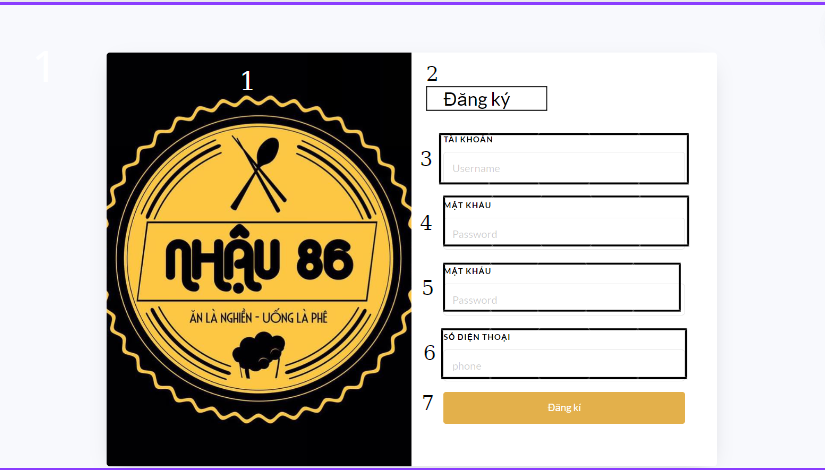 1
1
NHẬU 86
ĂN LÀ NGHIỀN - UỐNG LÀ PHÊ
2
Đăng ký
3
TÀI KHOẢN
Username
4
MẬT KHẨU
Password
5
MẬT KHẨU
Password
6
SỐ ĐIỆN THOẠI
phone
7
Đăng kí